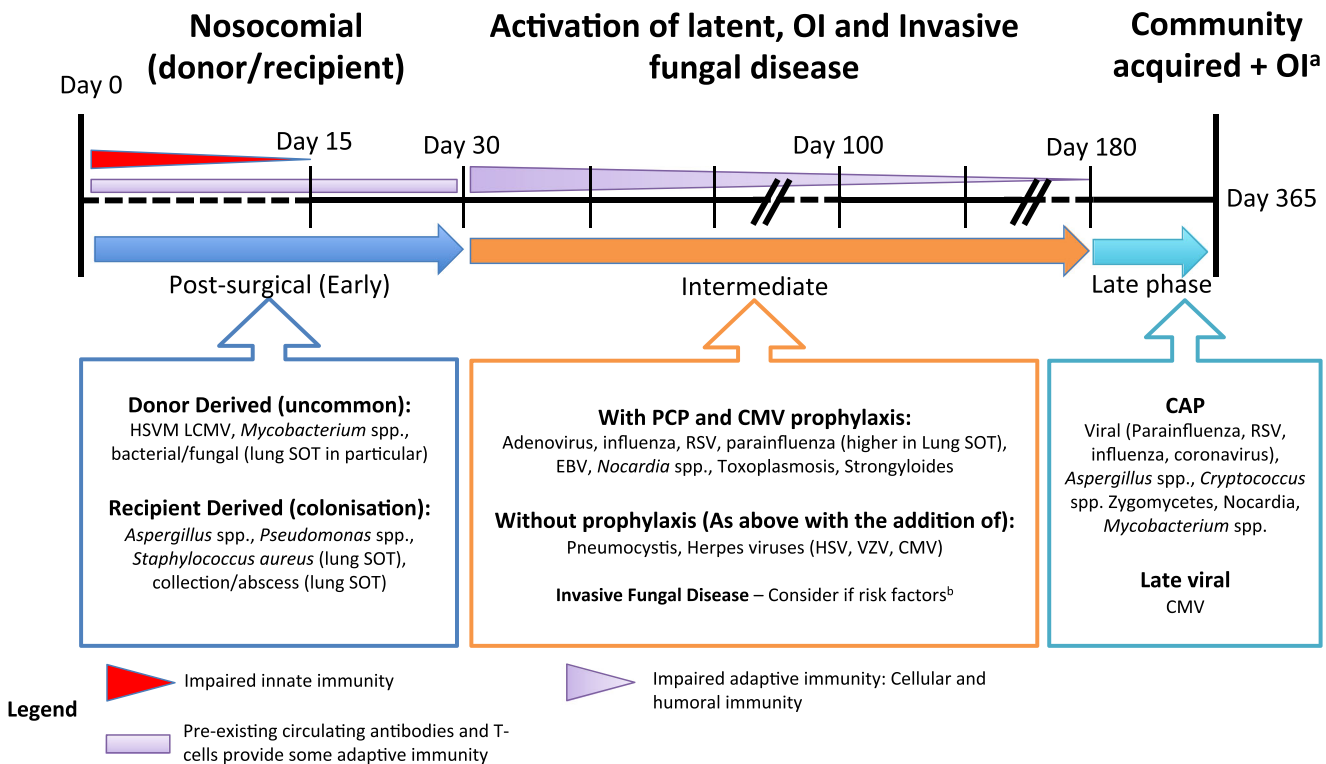 Nosocomial
(donor/recipient)
Activation of latent, OI and Invasive
fungal disease
Community
acquired + OIᵃ
Day 0
Day 15
Day 30
Day 100
Day 180
Day 365
Post-surgical (Early)
Intermediate
Late phase
Donor Derived (uncommon):
HSVM LCMV, Mycobacterium spp.,
bacterial/fungal (lung SOT in particular)
Recipient Derived (colonisation):
Aspergillus spp., Pseudomonas spp.,
Staphylococcus aureus (lung SOT),
collection/abscess (lung SOT)
With PCP and CMV prophylaxis:
Adenovirus, influenza, RSV, parainfluenza (higher in Lung SOT),
EBV, Nocardia spp., Toxoplasmosis, Strongyloides
Without prophylaxis (As above with the addition of):
Pneumocystis, Herpes viruses (HSV, VZV, CMV)
Invasive Fungal Disease – Consider if risk factorsᵇ
CAP
Viral (Parainfluenza, RSV,
influenza, coronavirus),
Aspergillus spp., Cryptococcus
spp. Zygomycetes, Nocardia,
Mycobacterium spp.
Late viral
CMV
Legend
Impaired innate immunity
Pre-existing circulating antibodies and T-
cells provide some adaptive immunity
Impaired adaptive immunity: Cellular and
humoral immunity